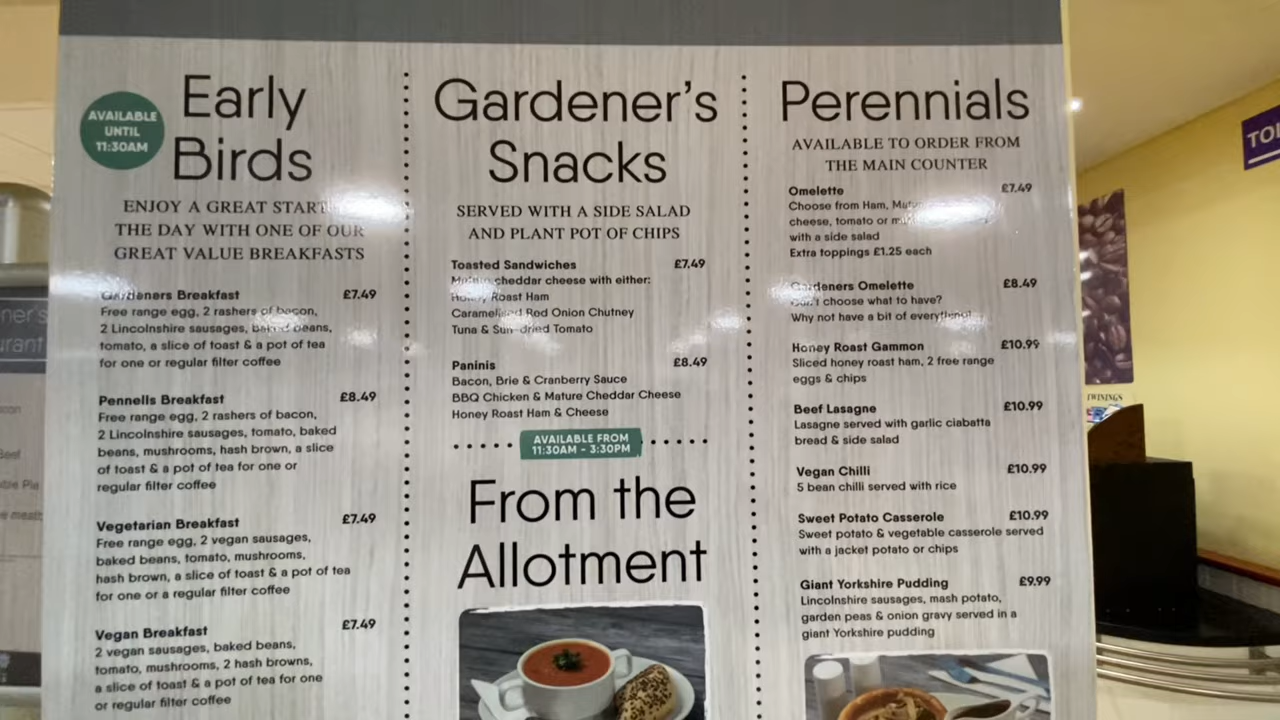 AVAILABLE
UNTIL
11:30AM
Early
Birds
ENJOY A GREAT START
THE DAY WITH ONE OF OUR
GREAT VALUE BREAKFASTS
Gardeners Breakfast £7.49
Free range egg, 2 rashers of bacon,
2 Lincolnshire sausages, baked beans,
tomato, a slice of toast & a pot of tea
for one or regular filter coffee
Pennells Breakfast £8.49
Free range egg, 2 rashers of bacon,
2 Lincolnshire sausages, tomato, baked
beans, mushrooms, hash brown, a slice
of toast & a pot of tea for one or
regular filter coffee
Vegetarian Breakfast £7.49
Free range egg, 2 vegan sausages,
baked beans, tomato, mushrooms,
hash brown, a slice of toast & a pot of tea
for one or a regular filter coffee
Vegan Breakfast £7.49
2 vegan sausages, baked beans,
tomato, mushrooms, 2 hash browns,
a slice of toast & a pot of tea for one
or regular filter coffee
Gardener's
Snacks
SERVED WITH A SIDE SALAD
AND PLANT POT OF CHIPS
Toasted Sandwiches £7.49
Mature cheddar cheese with either:
Honey Roast Ham
Caramelised Red Onion Chutney
Tuna & Sun-dried Tomato
Paninis £8.49
Bacon, Brie & Cranberry Sauce
BBQ Chicken & Mature Cheddar Cheese
Honey Roast Ham & Cheese
AVAILABLE FROM
11:30AM - 3:30PM
From the
Allotment
Perennials
AVAILABLE TO ORDER FROM
THE MAIN COUNTER
Omelette £7.49
Choose from Ham,
cheese, tomato or
with a side salad
Extra toppings £1.25 each
Gardeners Omelette £8.49
Can't choose what to have?
Why not have a bit of everything!
Honey Roast Gammon £10.99
Sliced honey roast ham, 2 free range
eggs & chips
Beef Lasagne £10.99
Lasagne served with garlic ciabatta
bread & side salad
Vegan Chilli £10.99
5 bean chilli served with rice
Sweet Potato Casserole £10.99
Sweet potato & vegetable casserole served
with a jacket potato or chips
Giant Yorkshire Pudding £9.99
Lincolnshire sausages, mash potato,
garden peas & onion gravy served in a
giant Yorkshire pudding
TWININGS